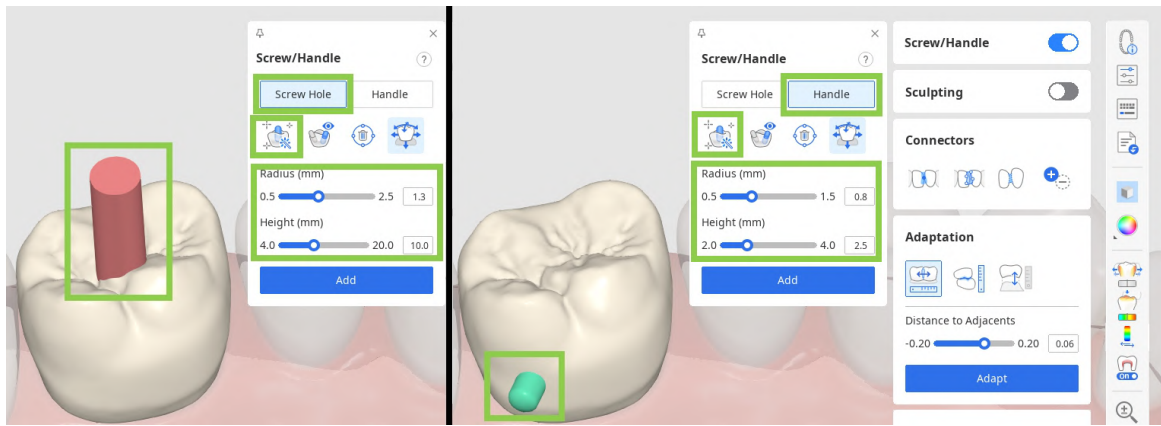 Screw/Handle
?
Screw Hole
Handle
Radius (mm)
0.5
2.5
1.3
Height (mm)
4.0
20.0
10.0
Add
Screw/Handle
?
Screw Hole
Handle
Radius (mm)
0.5
1.5
0.8
Height (mm)
2.0
4.0
2.5
Add
Screw/Handle
Sculpting
Connectors
Adaptation
Distance to Adjacents
-0.20
0.20
0.06
Adapt
ON